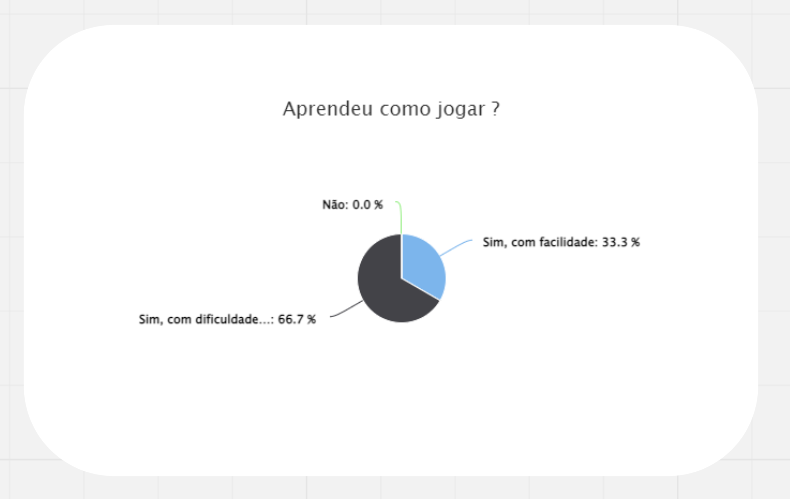 Aprendeu como jogar ?
Não: 0.0 %
Sim, com facilidade: 33.3 %
Sim, com dificuldade...: 66.7 %